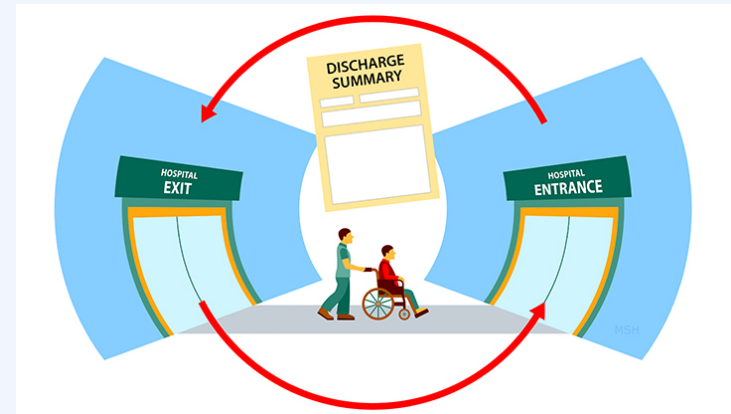 DISCHARGE
SUMMARY
HOSPITAL
EXIT
HOSPITAL
ENTRANCE
MSH